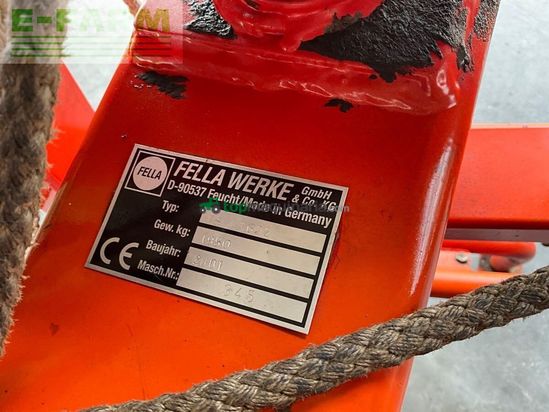 E-FARM
FELLA
FELLA WERKE GmbH & Co. KG
D-90537 Feucht/Made in Germany
Typ:
Gew. kg:
Baujahr:
CE Masch.Nr: 345